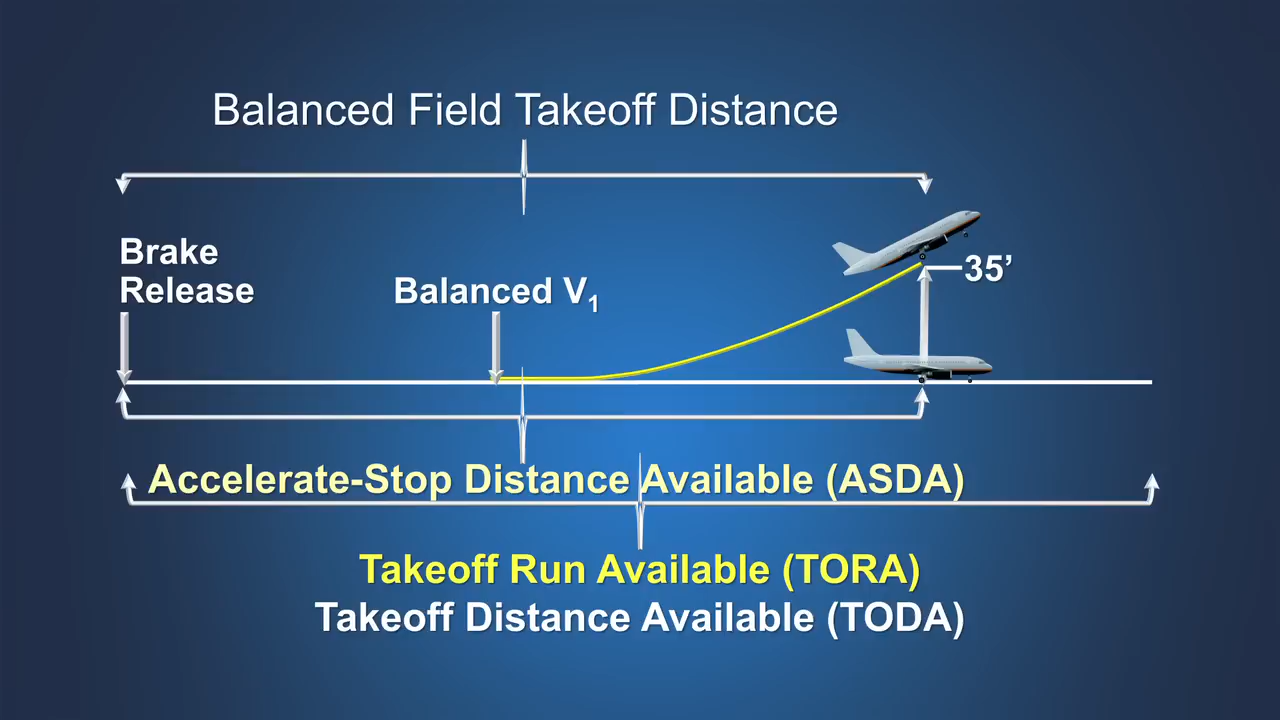 Balanced Field Takeoff Distance
Brake
Release
Balanced V₁
35’
Accelerate-Stop Distance Available (ASDA)
Takeoff Run Available (TORA)
Takeoff Distance Available (TODA)